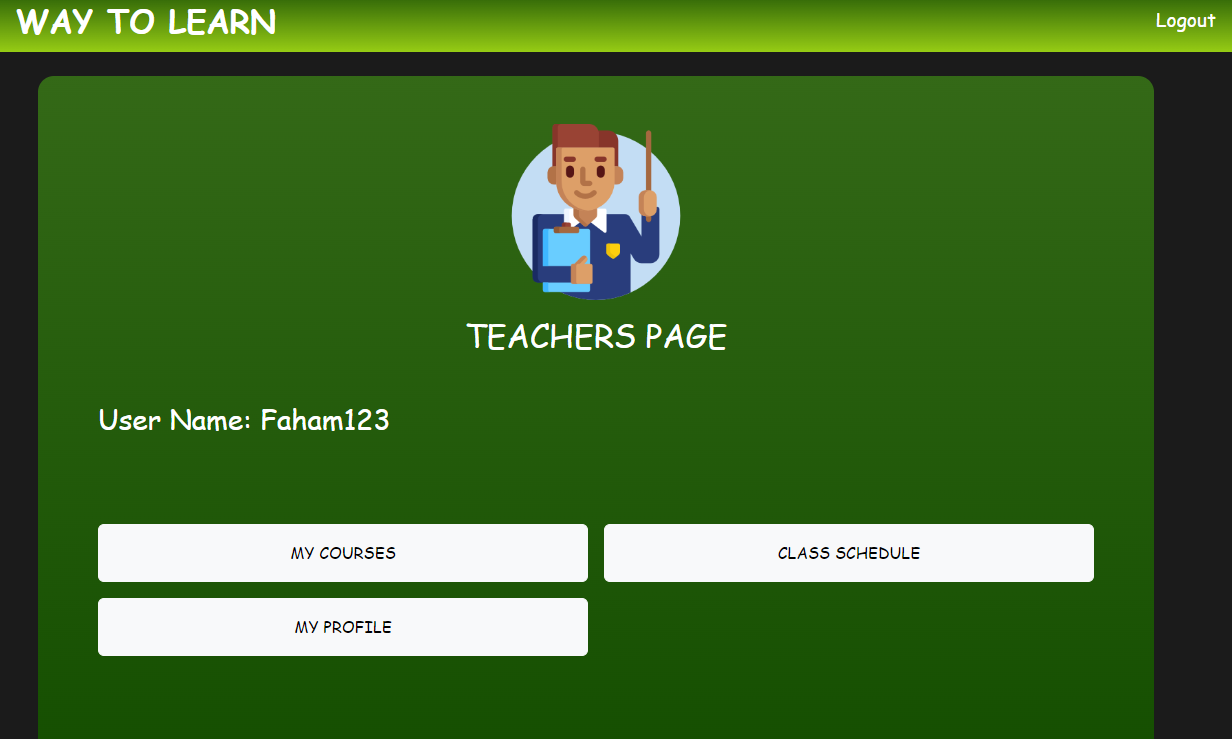 WAY TO LEARN
Logout
TEACHERS PAGE
User Name: Faham123
MY COURSES
CLASS SCHEDULE
MY PROFILE